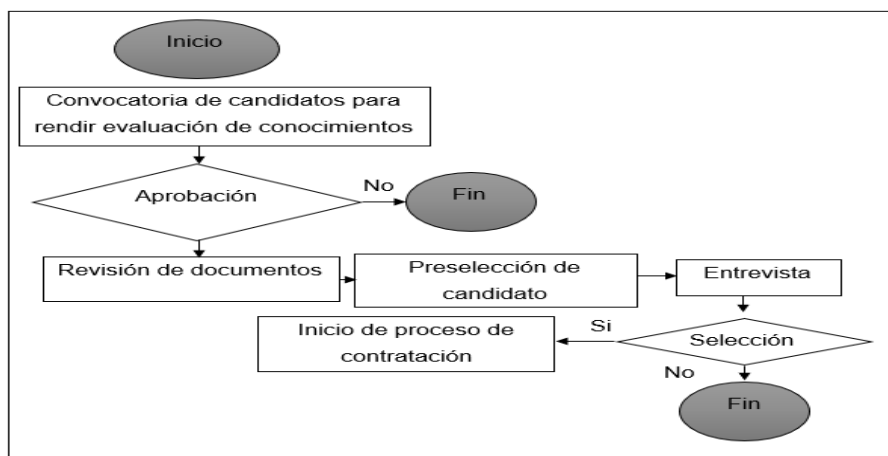 Inicio
Convocatoria de candidatos para
rendir evaluación de conocimientos
Aprobación
No
Fin
Revisión de documentos
Preselección de
candidato
Entrevista
Inicio de proceso de
contratación
Si
Selección
No
Fin